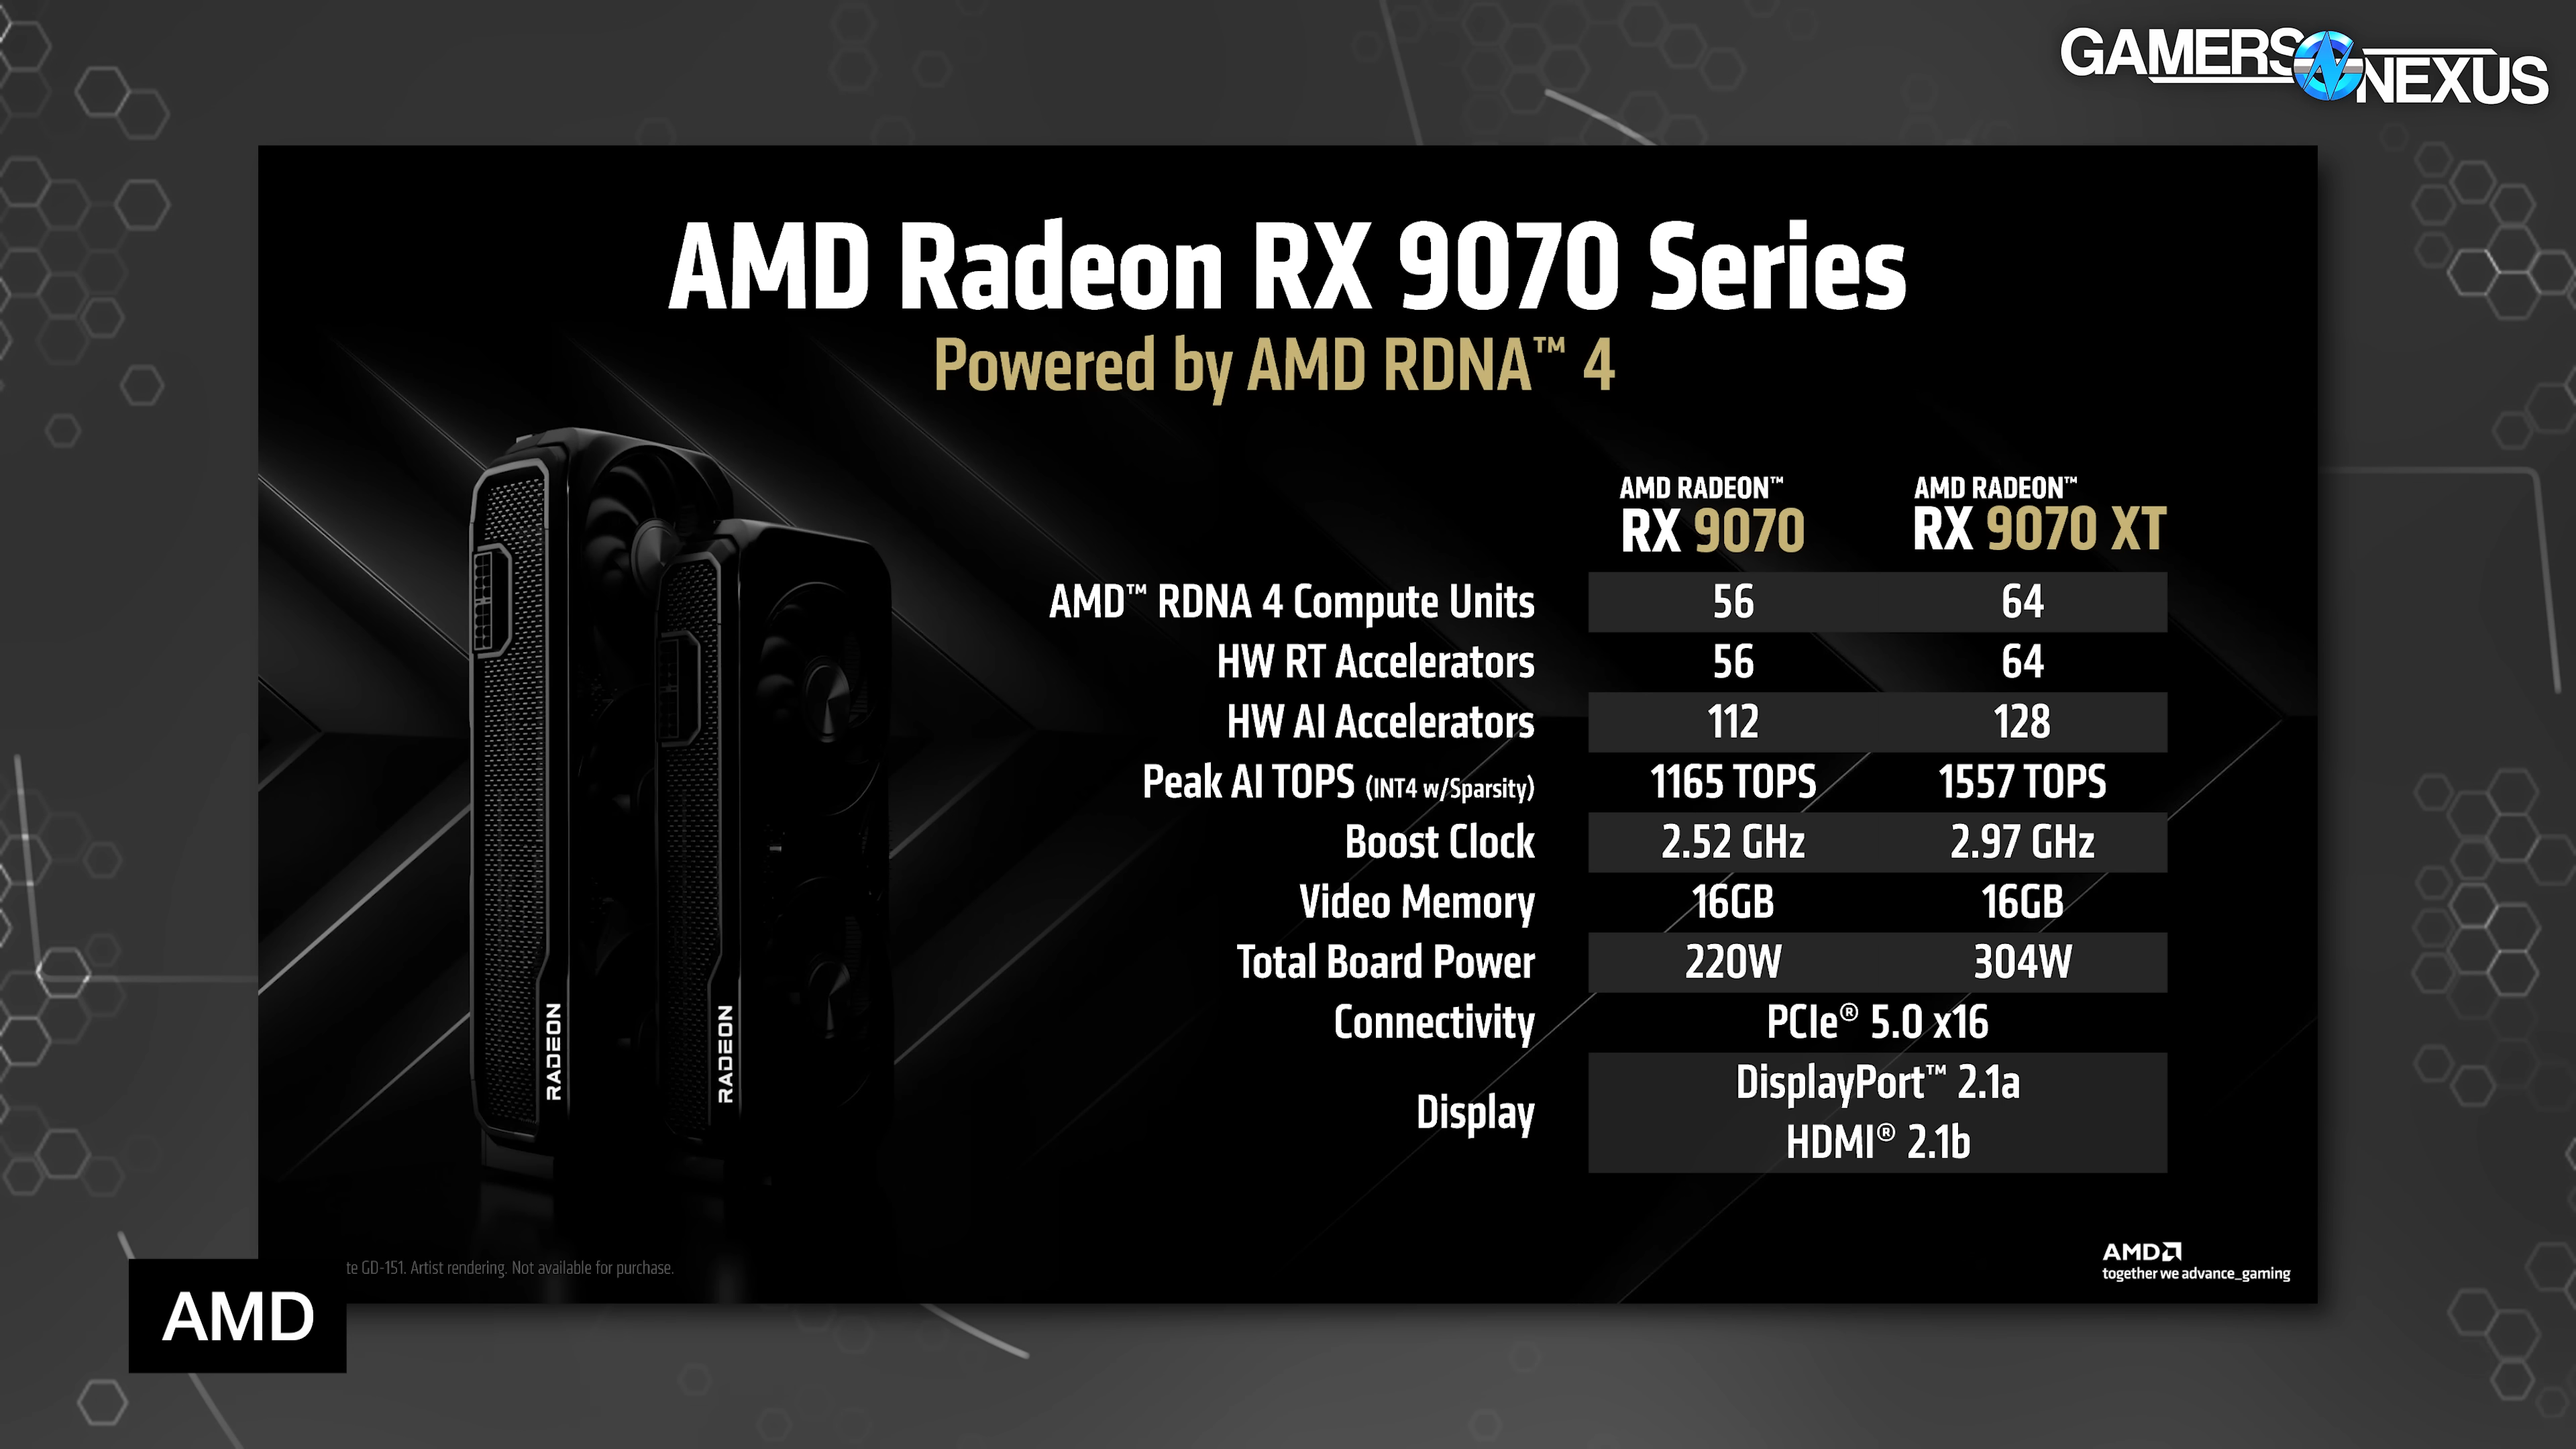 GAMERS NEXUS
AMD Radeon RX 9070 Series
Powered by AMD RDNA™ 4
AMD RADEON™ AMD RADEON™
RX 9070 RX 9070 XT
AMD™ RDNA 4 Compute Units 56 64
HW RT Accelerators 56 64
HW AI Accelerators 112 128
Peak AI TOPS (INT4 w/Sparsity) 1165 TOPS 1557 TOPS
Boost Clock 2.52 GHz 2.97 GHz
Video Memory 16GB 16GB
Total Board Power 220W 304W
Connectivity PCIe® 5.0 x16
Display DisplayPort™ 2.1a
HDMI® 2.1b
RADEON
RADEON
te GD-151. Artist rendering. Not available for purchase.
AMD
together we advance_gaming
AMD